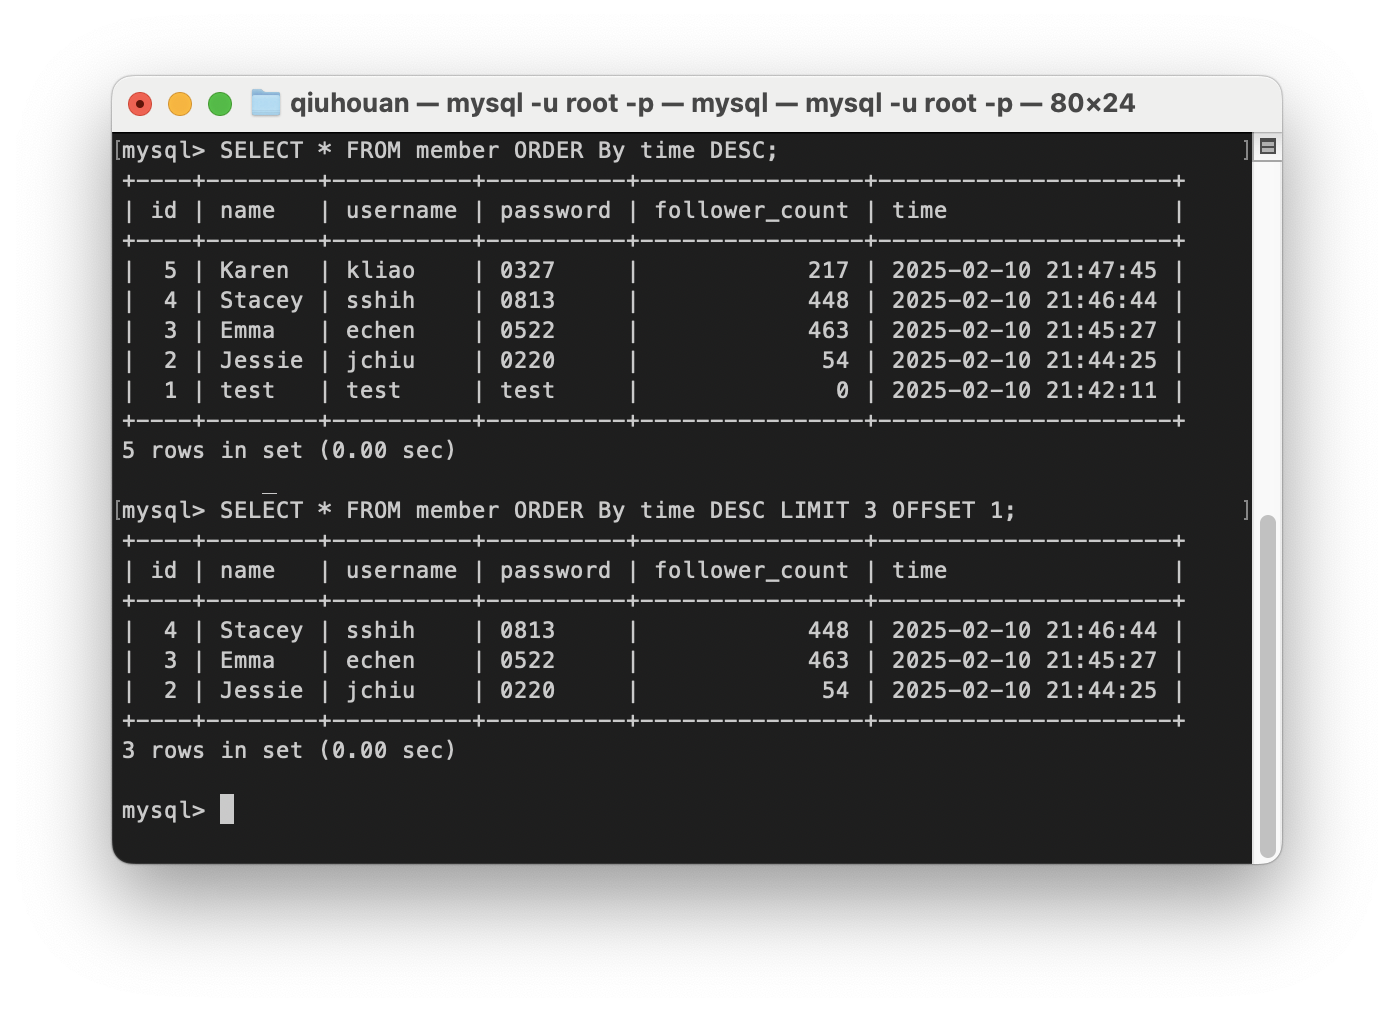 qiuhouan — mysql -u root -p — mysql — mysql -u root -p — 80×24
[mysql> SELECT * FROM member ORDER By time DESC; ]
+----+--------+----------+----------+----------------+---------------------+
| id | name   | username | password | follower_count | time                |
+----+--------+----------+----------+----------------+---------------------+
|  5 | Karen  | kliao    | 0327     |            217 | 2025-02-10 21:47:45 |
|  4 | Stacey | sshih    | 0813     |            448 | 2025-02-10 21:46:44 |
|  3 | Emma   | echen    | 0522     |            463 | 2025-02-10 21:45:27 |
|  2 | Jessie | jchiu    | 0220     |             54 | 2025-02-10 21:44:25 |
|  1 | test   | test     | test     |              0 | 2025-02-10 21:42:11 |
+----+--------+----------+----------+----------------+---------------------+
5 rows in set (0.00 sec)
[mysql> SELECT * FROM member ORDER By time DESC LIMIT 3 OFFSET 1; ]
+----+--------+----------+----------+----------------+---------------------+
| id | name   | username | password | follower_count | time                |
+----+--------+----------+----------+----------------+---------------------+
|  4 | Stacey | sshih    | 0813     |            448 | 2025-02-10 21:46:44 |
|  3 | Emma   | echen    | 0522     |            463 | 2025-02-10 21:45:27 |
|  2 | Jessie | jchiu    | 0220     |             54 | 2025-02-10 21:44:25 |
+----+--------+----------+----------+----------------+---------------------+
3 rows in set (0.00 sec)
mysql>